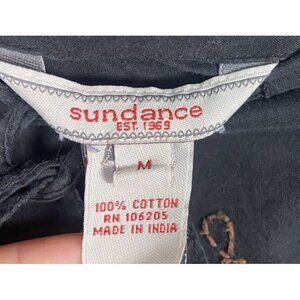 sundance
EST. 1969
M
100% COTTON
RN 106205
MADE IN INDIA